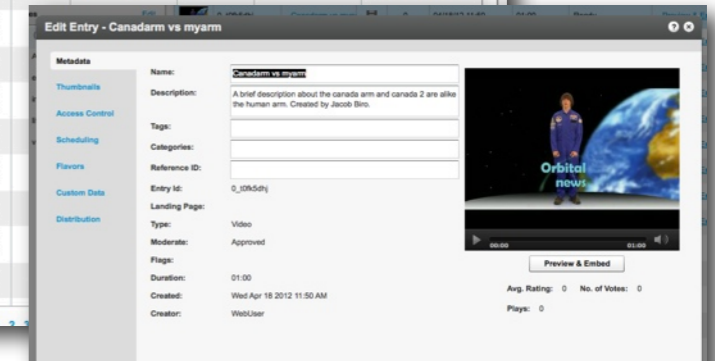 Edit Entry - Canadarm vs myarm
Metadata
Thumbnails
Access Control
Scheduling
Flavors
Custom Data
Distribution
Name: Canadarm vs myarm
Description: A brief description about the canada arm and canada 2 are alike
the human arm. Created by Jacob Biro.
Tags:
Categories:
Reference ID:
Entry Id: 0_t0fk5dhj
Landing Page:
Type: Video
Moderate: Approved
Flags:
Duration: 01:00
Created: Wed Apr 18 2012 11:50 AM
Creator: WebUser
Orbital
news
00:00 01:00
Preview & Embed
Avg. Rating: 0 No. of Votes: 0
Plays: 0